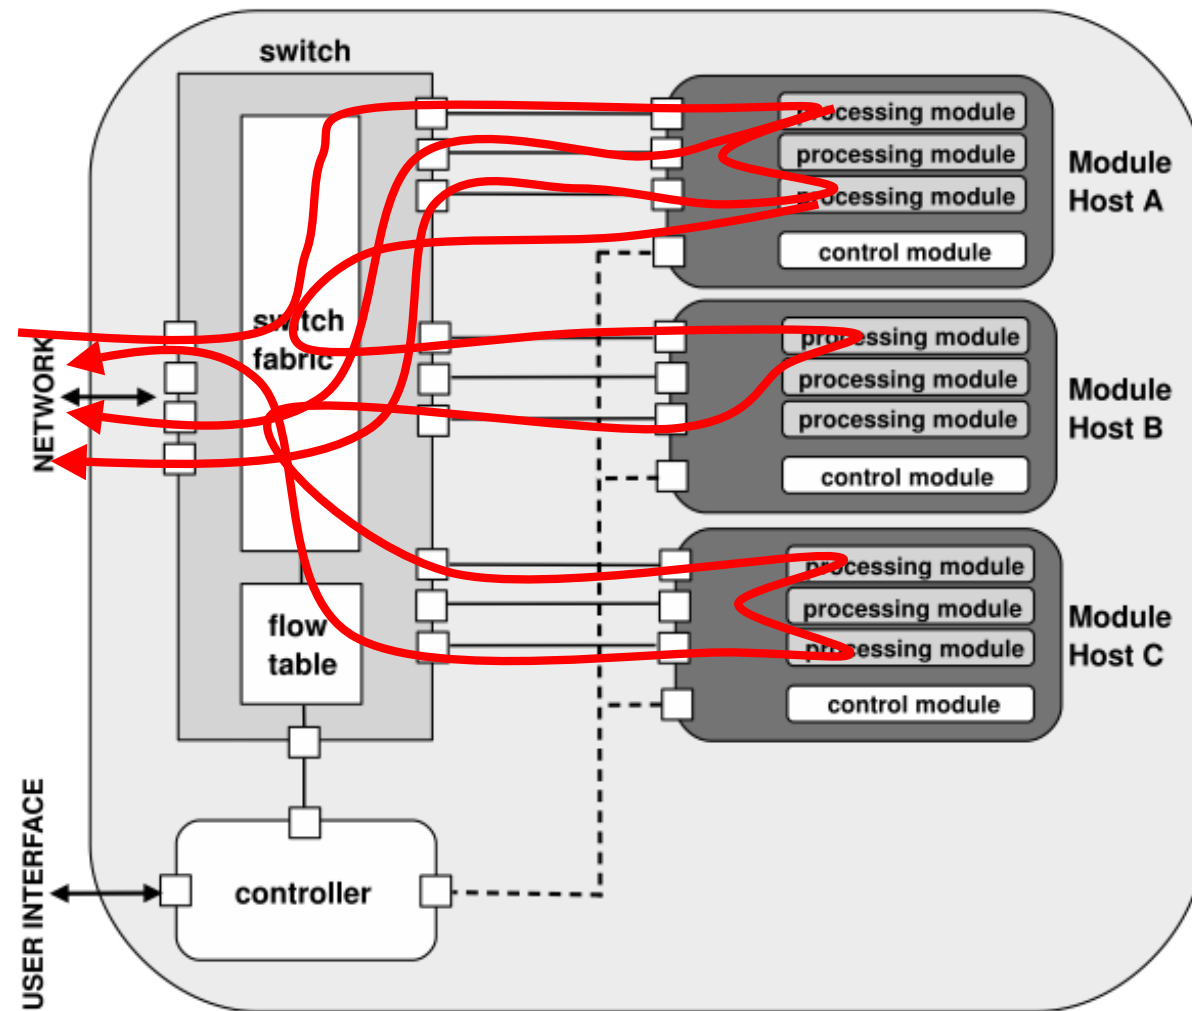 switch
processing module
processing module
processing module
control module
Module
Host A
switch
fabric
NETWORK
processing module
processing module
processing module
control module
Module
Host B
flow
table
processing module
processing module
processing module
control module
Module
Host C
USER INTERFACE
controller